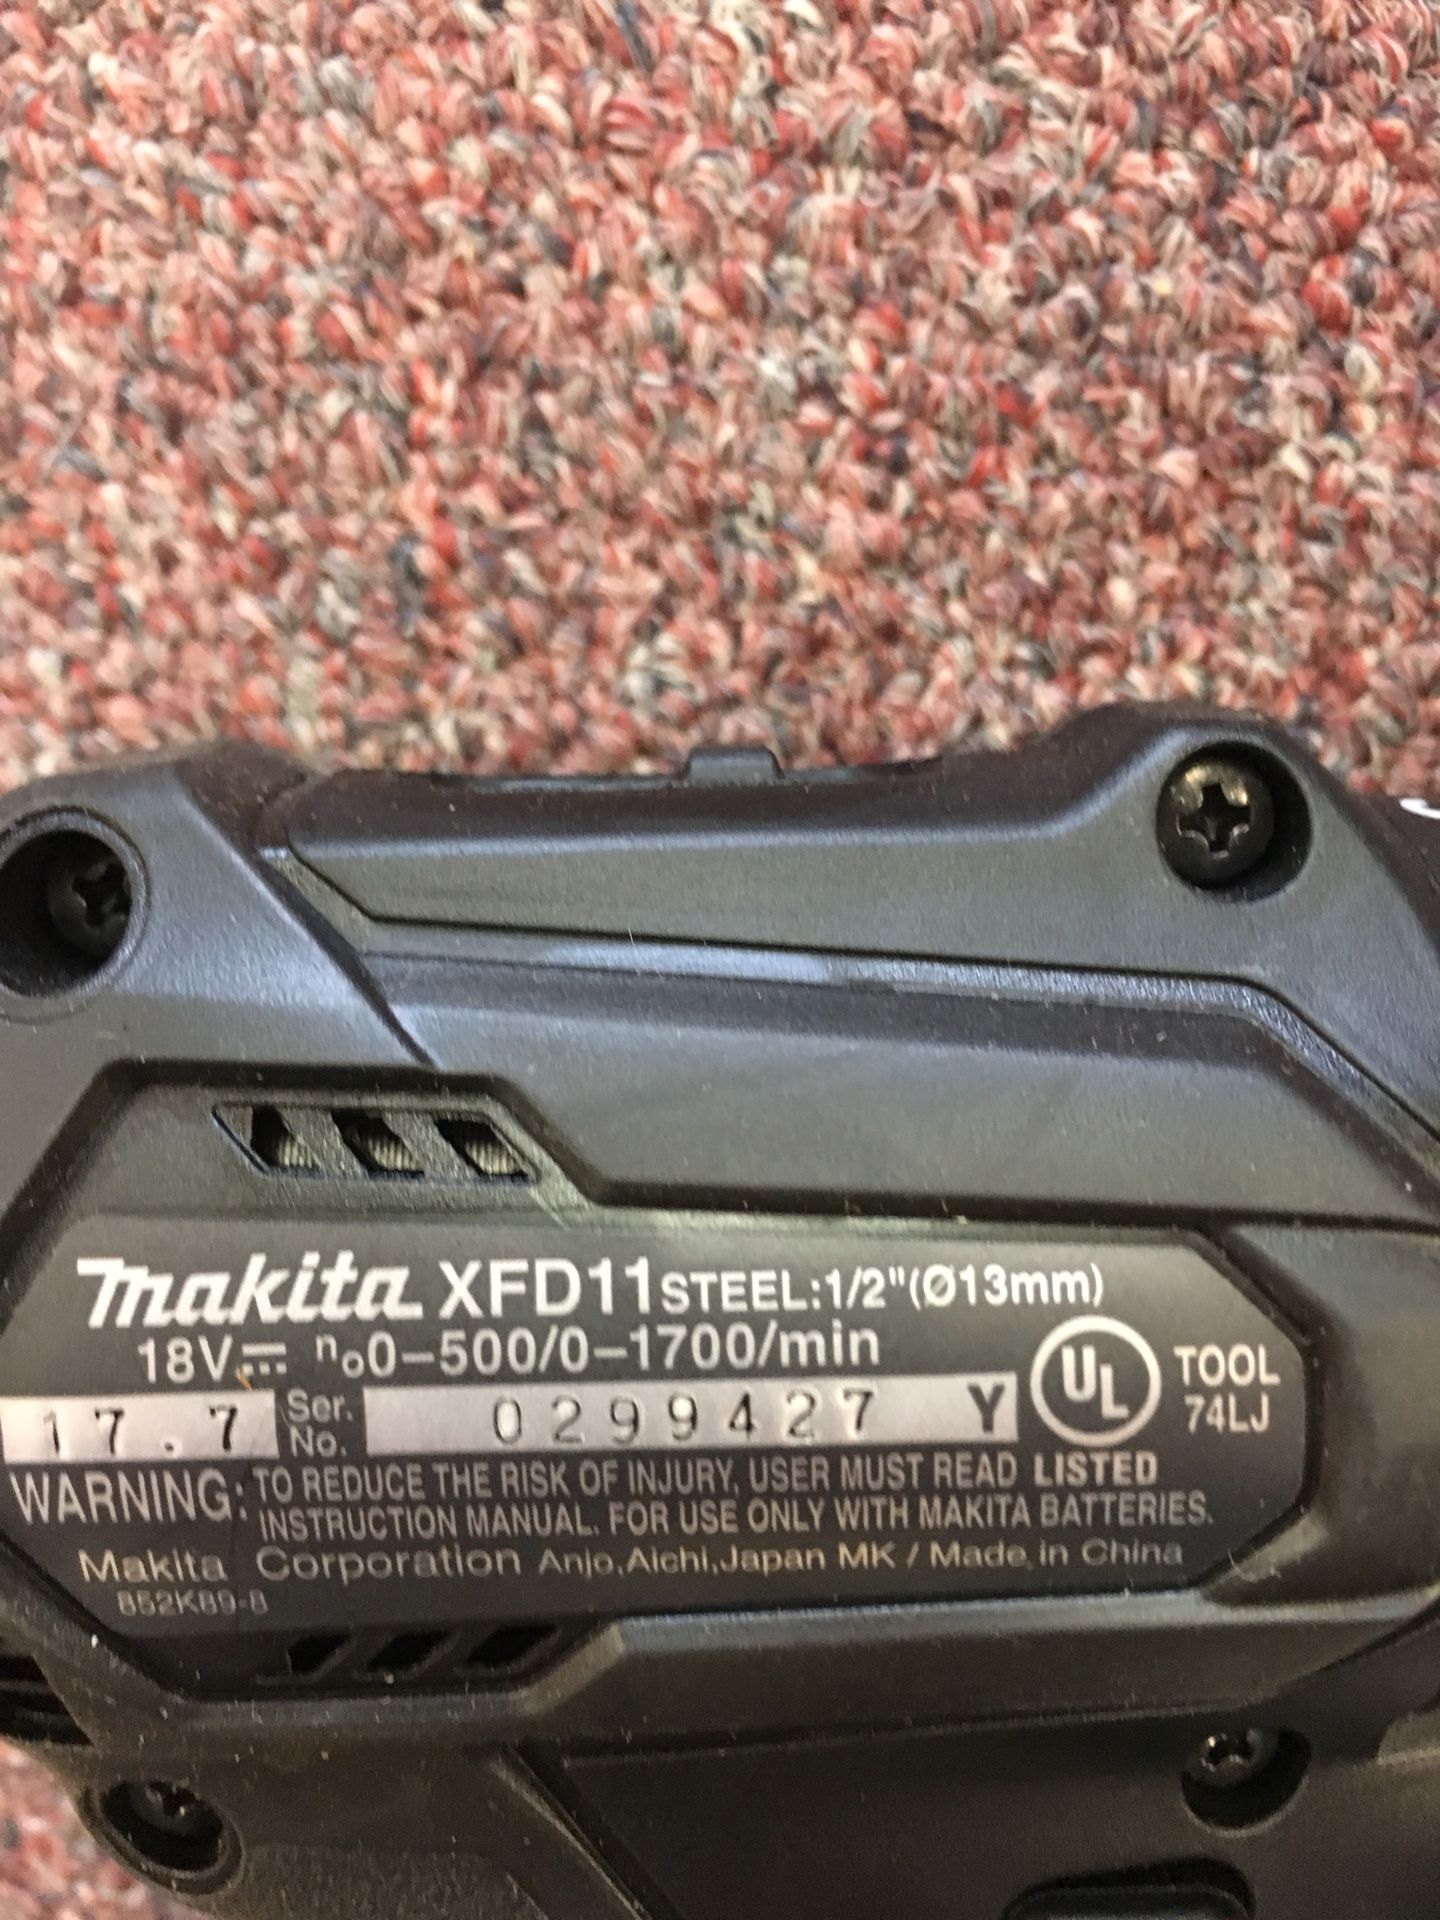 makita XFD11 STEEL:1/2"(Ø13mm)
18V⎓ no0–500/0–1700/min
17.7 Ser. No. 0299427 Y
UL TOOL 74LJ
WARNING: TO REDUCE THE RISK OF INJURY, USER MUST READ LISTED
INSTRUCTION MANUAL. FOR USE ONLY WITH MAKITA BATTERIES.
Makita Corporation Anjo,Aichi,Japan MK / Made in China
852K89-8